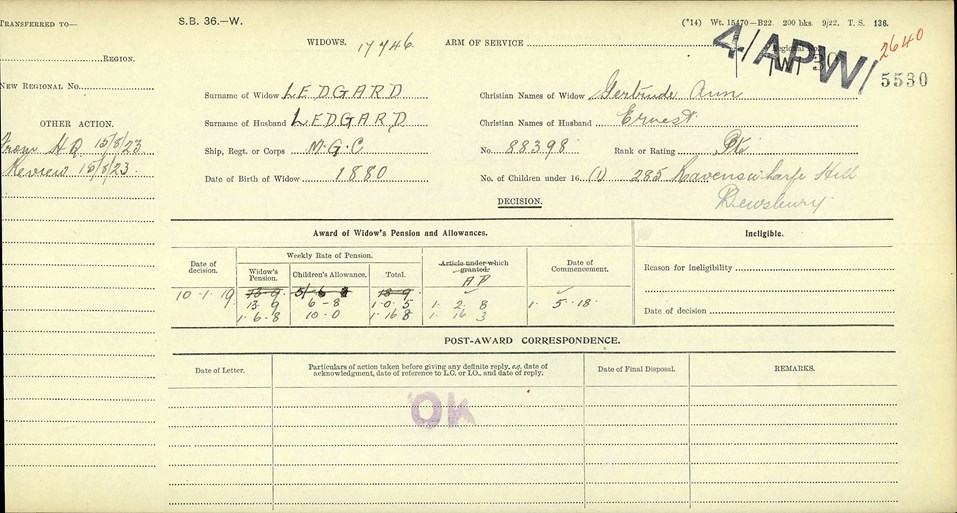 TRANSFERRED TO—
REGION.
NEW REGIONAL No.
OTHER ACTION.
From H Q 15/8/23
Review 15/8/23.
S.B. 36.—W.
(*14) Wt. 15470—B22. 200 bks. 9/22. T. S. 136.
WIDOWS. 17746.
ARM OF SERVICE
Regional No.
4/APW/
2640
5530
Surname of Widow LEDGARD
Christian Names of Widow Gertrude Ann
Surname of Husband LEDGARD
Christian Names of Husband Ernest
Ship, Regt. or Corps M.G.C.
No. 88398
Rank or Rating Pte
Date of Birth of Widow 1880
No. of Children under 16 (1) 285 Ravenswharfe Hill
Dewsbury.
DECISION.
Award of Widow's Pension and Allowances.
Ineligible.
Date of decision.
Weekly Rate of Pension.
Widow's Pension.
Children's Allowance.
Total.
Article under which granted.
AP
Date of Commencement.
Reason for ineligibility
Date of decision
10-1-19
13-9
18-9
13. 9
6-8
1. 0. 5
1. 2. 8
1. 5. 18.
1. 6. 8
10-0
1. 16 8
1. 16 3
POST-AWARD CORRESPONDENCE.
Date of Letter.
Particulars of action taken before giving any definite reply, e.g. date of
acknowledgment, date of reference to L.C. or I.O., and date of reply.
Date of Final Disposal.
REMARKS.
OK